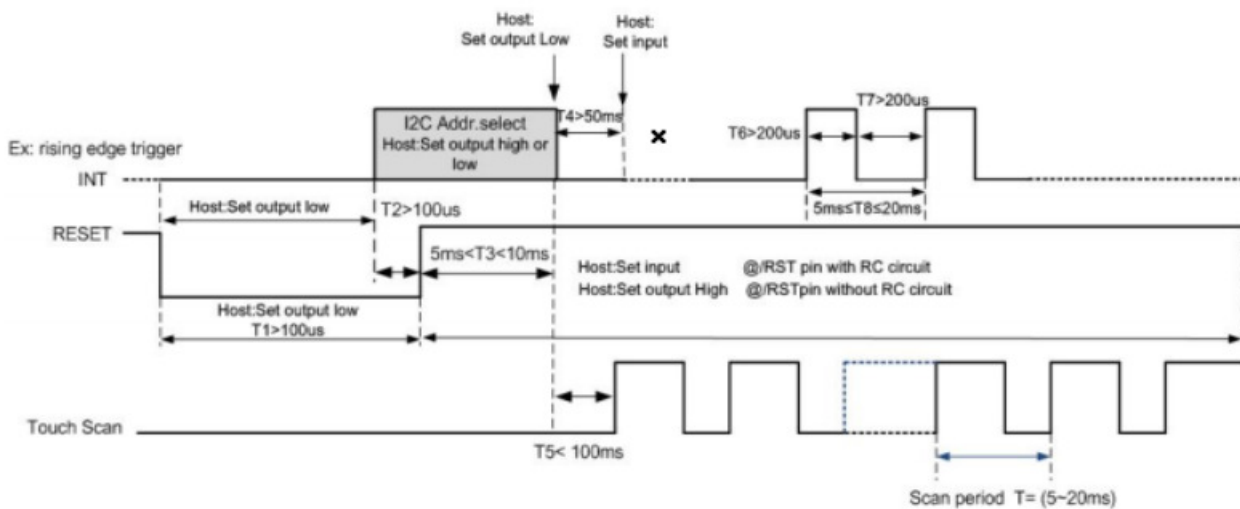 Host:
Set output Low
Host:
Set input
T7>200us
T4>50ms
I2C Addr.select
Host:Set output high or
low
T6>200us
Ex: rising edge trigger
INT
Host:Set output low
T2>100us
5ms≤T8≤20ms
RESET
5ms<T3<10ms
Host:Set input @/RST pin with RC circuit
Host:Set output High @/RSTpin without RC circuit
Host:Set output low
T1>100us
Touch Scan
T5< 100ms
Scan period T= (5~20ms)